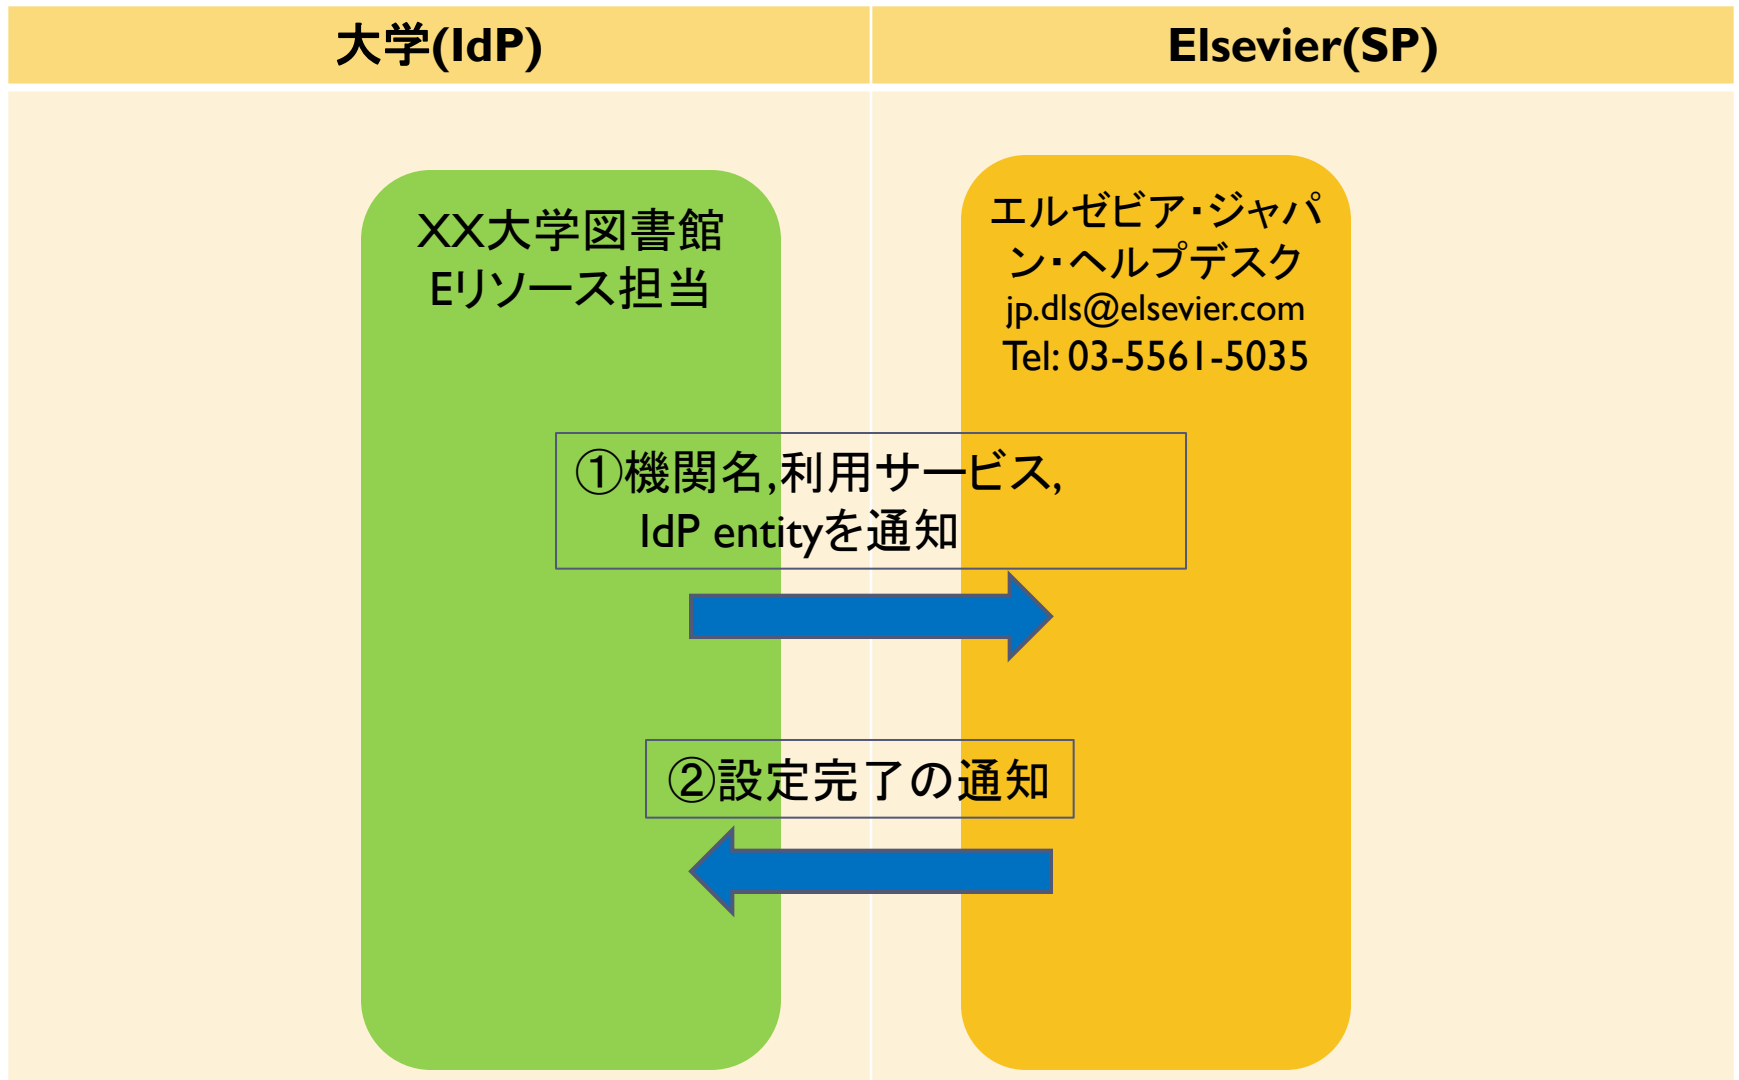 大学(IdP)
Elsevier(SP)
XX大学図書館
Eリソース担当
エルゼビア・ジャパ
ン・ヘルプデスク
jp.dls@elsevier.com
Tel: 03-5561-5035
①機関名,利用サービス,
IdP entityを通知
②設定完了の通知